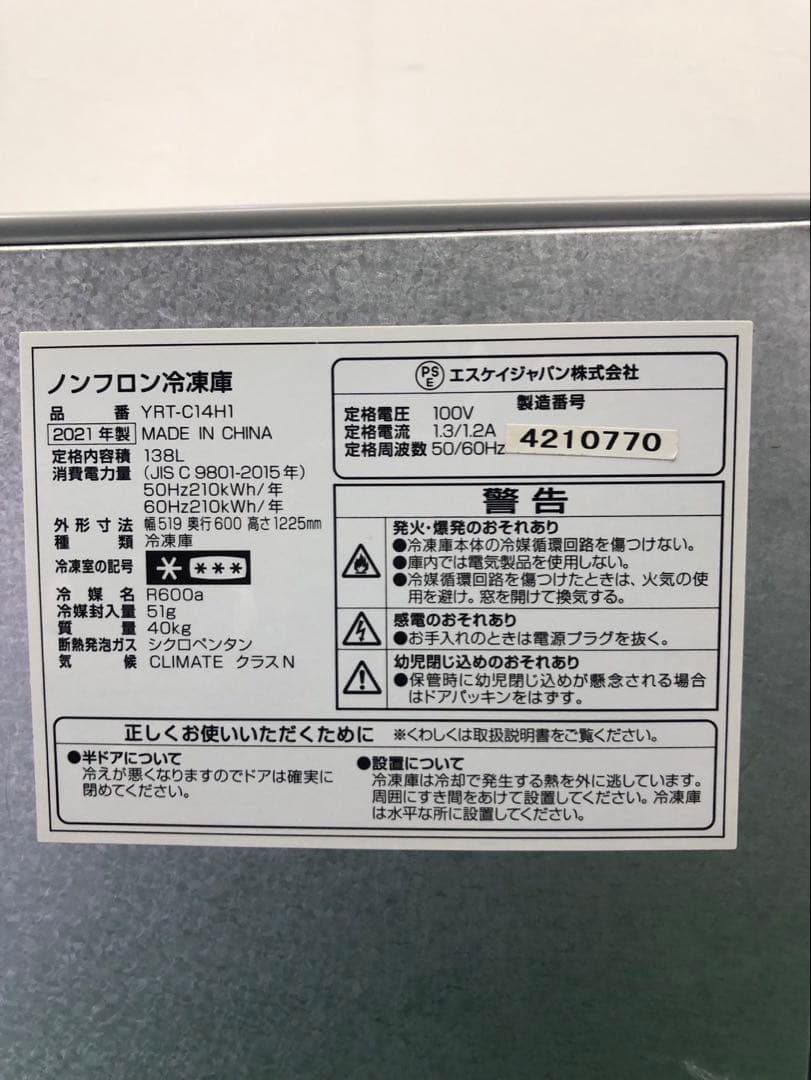 ノンフロン冷凍庫
品 番 YRT-C14H1
2021年製 MADE IN CHINA
定格内容積 138L
消費電力量 (JIS C 9801-2015年)
50Hz210kWh/年
60Hz210kWh/年
外形寸法 幅519 奥行600 高さ1225mm
種 類 冷凍庫
冷凍室の記号
冷 媒 名 R600a
冷媒封入量 51g
質 量 40kg
断熱発泡ガス シクロペンタン
気 候 CLIMATE クラスN
PS
E エスケイジャパン株式会社
定格電圧 100V
定格電流 1.3/1.2A
定格周波数 50/60Hz
製造番号
4210770
警告
発火・爆発のおそれあり
●冷凍庫本体の冷媒循環回路を傷つけない。
●庫内では電気製品を使用しない。
●冷媒循環回路を傷つけたときは、火気の使
用を避け。窓を開けて換気する。
感電のおそれあり
●お手入れのときは電源プラグを抜く。
幼児閉じ込めのおそれあり
●保管時に幼児閉じ込めが懸念される場合
はドアパッキンをはずす。
正しくお使いいただくために ※くわしくは取扱説明書をご覧ください。
●半ドアについて
冷えが悪くなりますのでドアは確実に
閉めてください。
●設置について
冷凍庫は冷却で発生する熱を外に逃しています。
周囲にすき間をあけて設置してください。冷凍庫
は水平な所に設置してください。